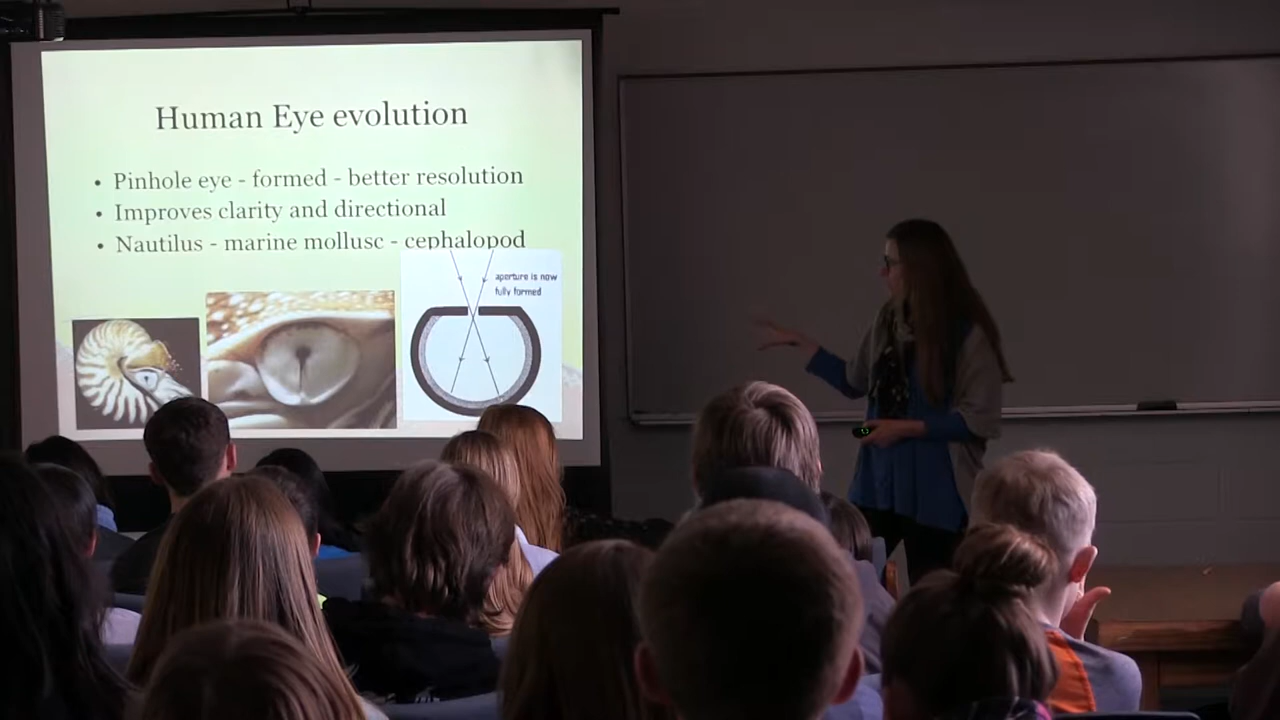 Human Eye evolution
• Pinhole eye - formed - better resolution
• Improves clarity and directional
• Nautilus - marine mollusc - cephalopod
aperture is now
fully formed